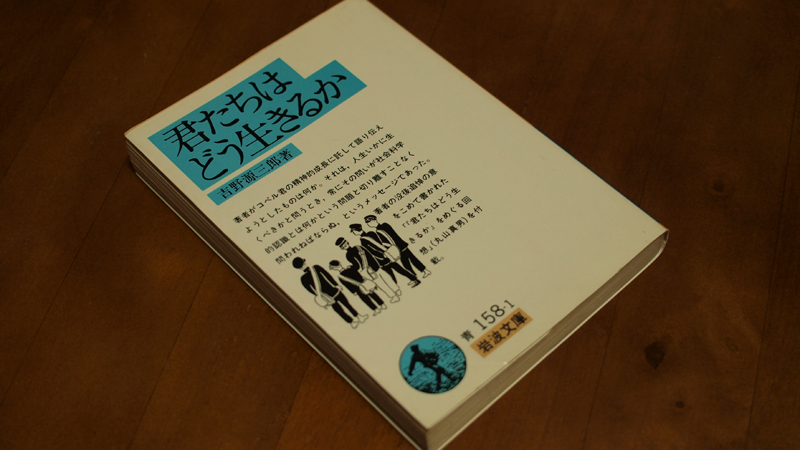 君たちは
どう生きるか
吉野源三郎著
著者がコペル君の精神的成長に託して語り伝え
ようとしたものは何か。それは、人生いかに生
くべきかと問うとき、常にその問いが社会科学
的認識とは何かという問題と切り離すことなく
問われねばならぬ、というメッセージであった。
著者の没後追悼の意
をこめて書かれた
「『君たちはどう生
きるか』をめぐる回
想」(丸山真男)を付
載。
青 158-1
岩波文庫